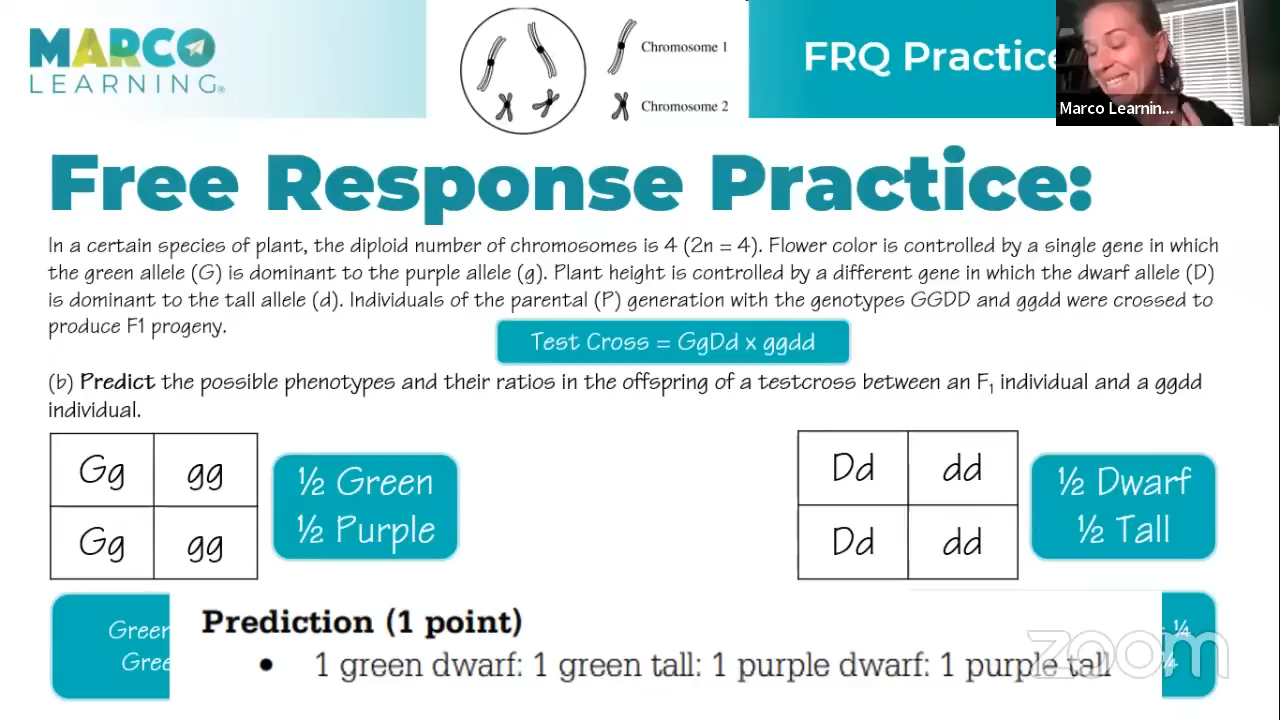 MARCO
LEARNING®
Chromosome 1
Chromosome 2
FRQ Practice
Marco Learnin...
Free Response Practice:
In a certain species of plant, the diploid number of chromosomes is 4 (2n = 4). Flower color is controlled by a single gene in which
the green allele (G) is dominant to the purple allele (g). Plant height is controlled by a different gene in which the dwarf allele (D)
is dominant to the tall allele (d). Individuals of the parental (P) generation with the genotypes GGDD and ggdd were crossed to
produce F1 progeny.
Test Cross = GgDd x ggdd
(b) Predict the possible phenotypes and their ratios in the offspring of a testcross between an F₁ individual and a ggdd
individual.
Gg gg
Gg gg
½ Green
½ Purple
Dd dd
Dd dd
½ Dwarf
½ Tall
Prediction (1 point)
• 1 green dwarf: 1 green tall: 1 purple dwarf: 1 purple tall
¼
zoom